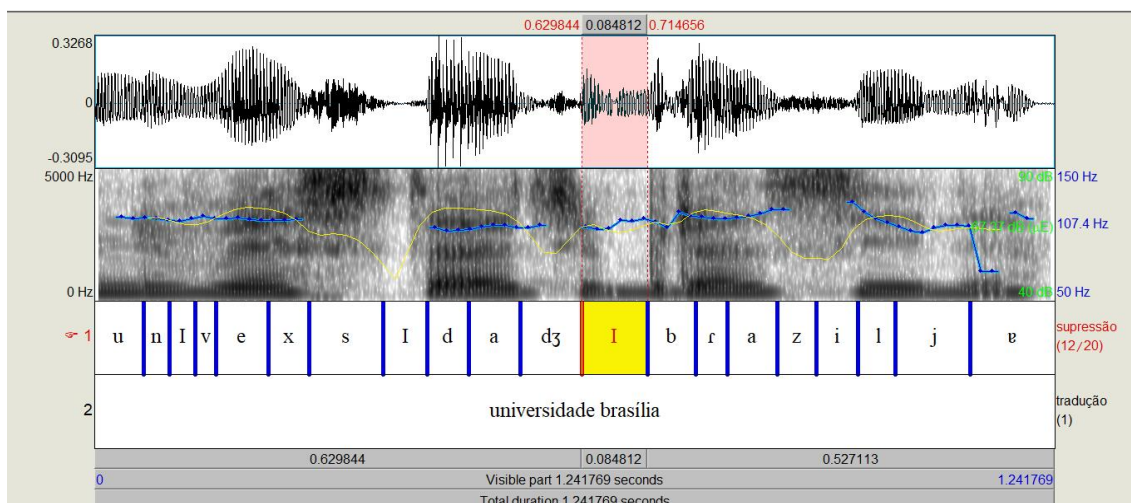 0.629844 0.084812 0.714656
0.3268
0
-0.3095
5000 Hz 90 dB 150 Hz
107.4 Hz
0 Hz 40 dB 50 Hz
☞ 1 u n I v e x s I d a dʒ I b ɾ a z i l j ɐ supressão
(12/20)
2 universidade brasília tradução
(1)
0.629844 0.084812 0.527113
0 Visible part 1.241769 seconds 1.241769
Total duration 1.241769 seconds